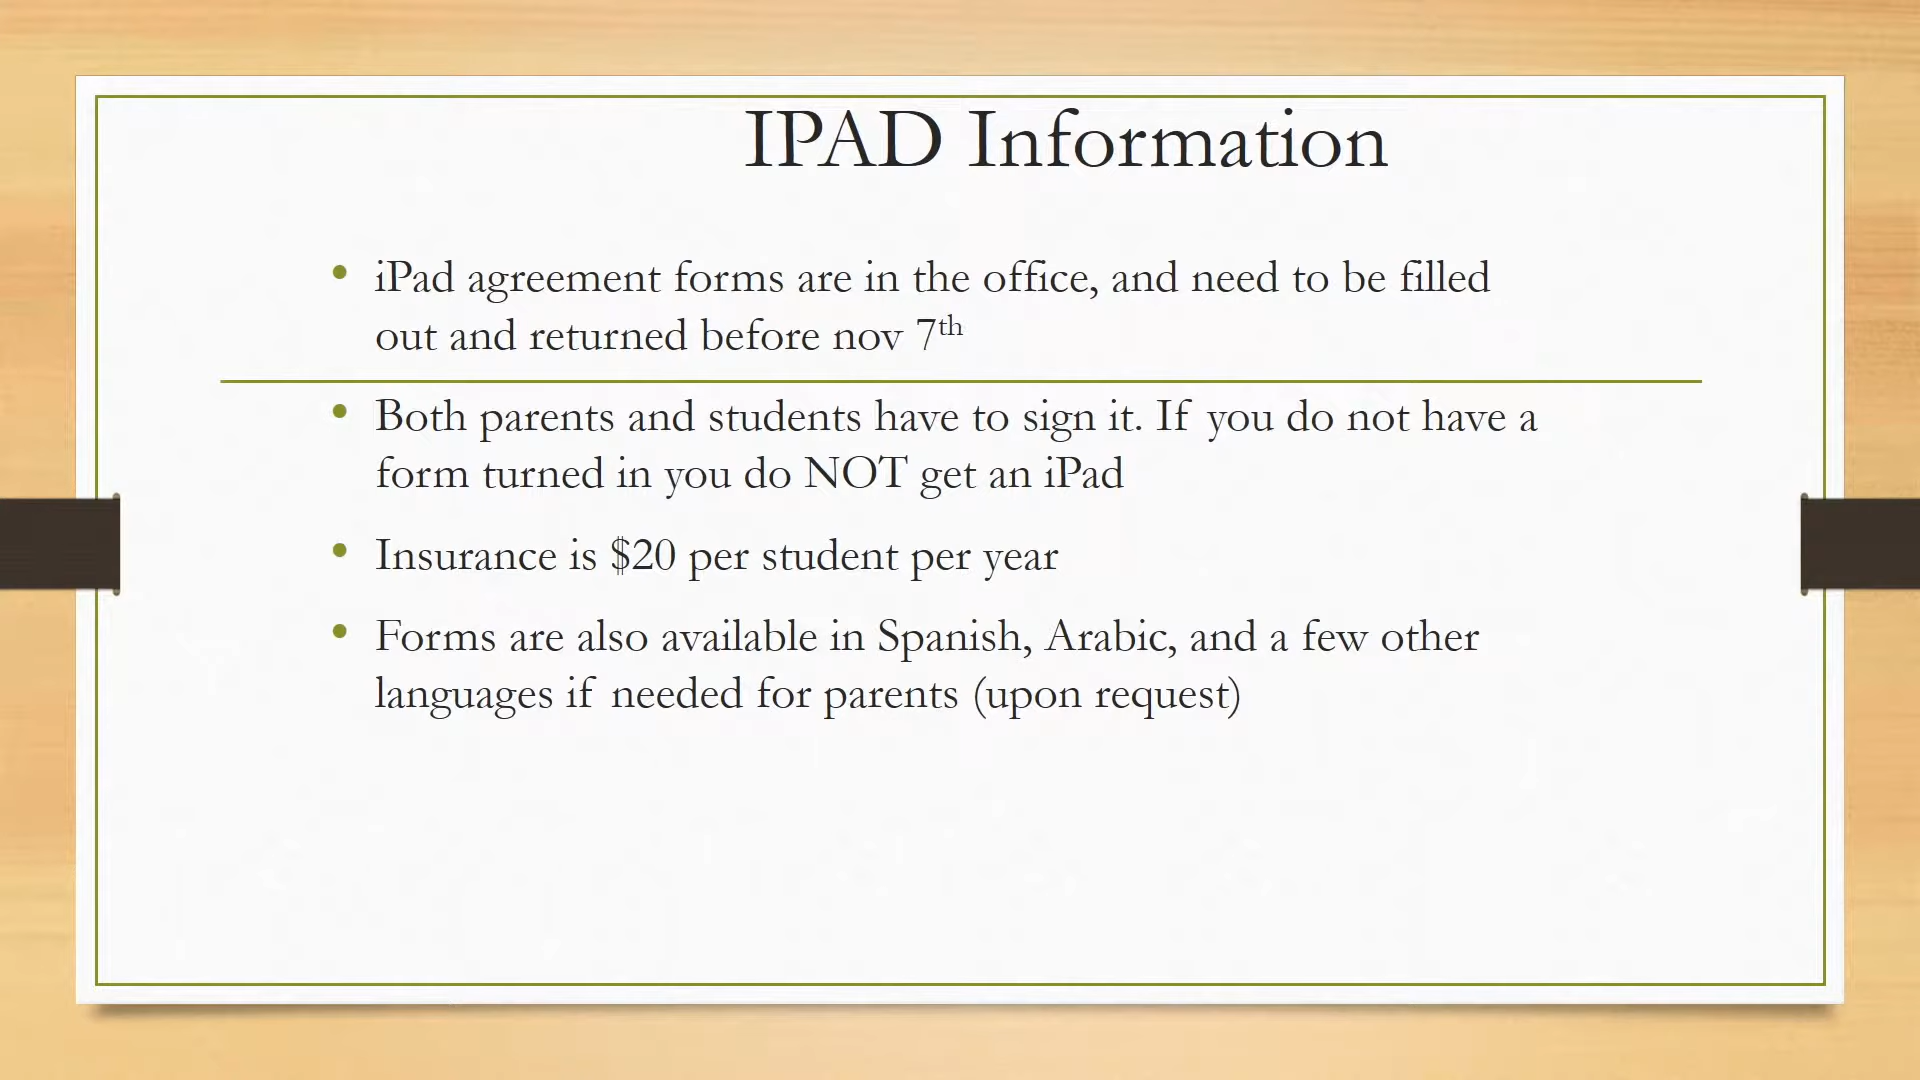 IPAD Information
• iPad agreement forms are in the office, and need to be filled
out and returned before nov 7th
• Both parents and students have to sign it. If you do not have a
form turned in you do NOT get an iPad
• Insurance is $20 per student per year
• Forms are also available in Spanish, Arabic, and a few other
languages if needed for parents (upon request)